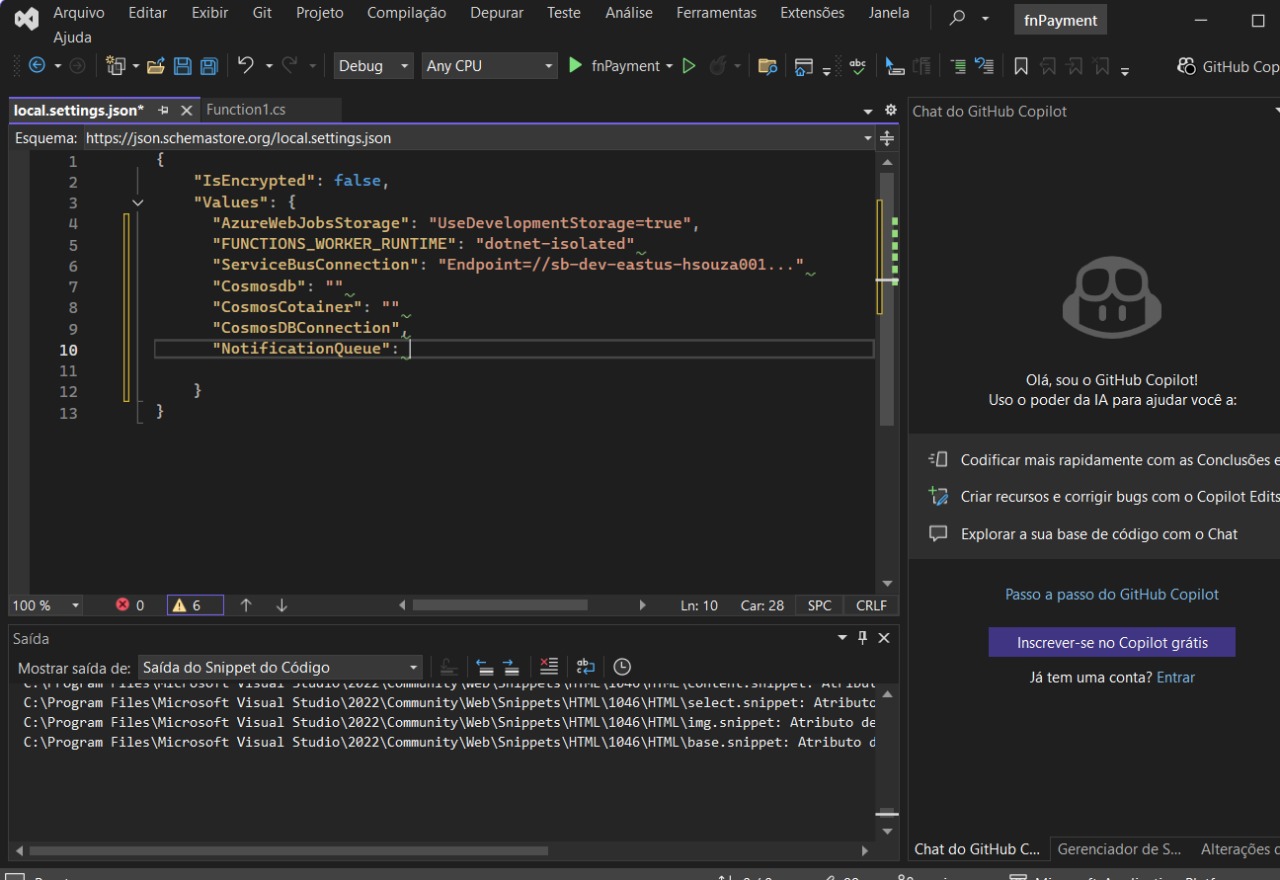 Arquivo Editar Exibir Git Projeto Compilação Depurar Teste Análise Ferramentas Extensões Janela
fnPayment
Ajuda
Debug Any CPU fnPayment abc GitHub Cop
local.settings.json* Function1.cs
Esquema: https://json.schemastore.org/local.settings.json
1 {
2 "IsEncrypted": false,
3 "Values": {
4 "AzureWebJobsStorage": "UseDevelopmentStorage=true",
5 "FUNCTIONS_WORKER_RUNTIME": "dotnet-isolated"
6 "ServiceBusConnection": "Endpoint=//sb-dev-eastus-hsouza001..."
7 "Cosmosdb": ""
8 "CosmosCotainer": ""
9 "CosmosDBConnection",
10 "NotificationQueue":
11
12 }
13 }
100 % 0 6 Ln: 10 Car: 28 SPC CRLF
Saída
Mostrar saída de: Saída do Snippet do Código
C:\Program Files\Microsoft Visual Studio\2022\Community\Web\Snippets\HTML\1046\HTML\content.snippet: Atribut
C:\Program Files\Microsoft Visual Studio\2022\Community\Web\Snippets\HTML\1046\HTML\select.snippet: Atributo
C:\Program Files\Microsoft Visual Studio\2022\Community\Web\Snippets\HTML\1046\HTML\img.snippet: Atributo de
C:\Program Files\Microsoft Visual Studio\2022\Community\Web\Snippets\HTML\1046\HTML\base.snippet: Atributo d
Chat do GitHub Copilot
Olá, sou o GitHub Copilot!
Uso o poder da IA para ajudar você a:
Codificar mais rapidamente com as Conclusões e
Criar recursos e corrigir bugs com o Copilot Edits
Explorar a sua base de código com o Chat
Passo a passo do GitHub Copilot
Inscrever-se no Copilot grátis
Já tem uma conta? Entrar
Chat do GitHub C... Gerenciador de S... Alterações d